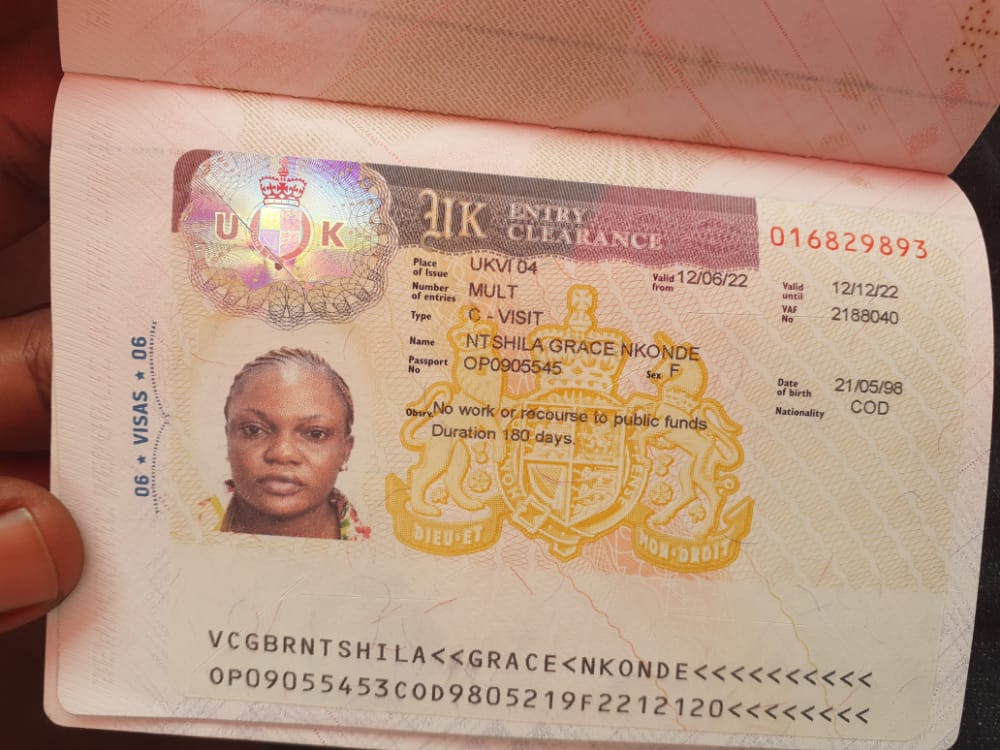 U K
UK ENTRY CLEARANCE
016829893
Place of Issue UKVI 04
Valid from 12/06/22
Valid until 12/12/22
Number of entries MULT
VAF No 2188040
Type C - VISIT
Name NTSHILA GRACE NKONDE
Passport No OP0905545
Sex F
Date of birth 21/05/98
Nationality COD
Obsrv. No work or recourse to public funds
Duration 180 days.
06 ★ VISAS ★ 06
DIEU·ET MON·DROIT
VCGBRNTSHILA<<GRACE<NKONDE<<<<<<<<<<
OP09055453COD9805219F2212120<<<<<<<<